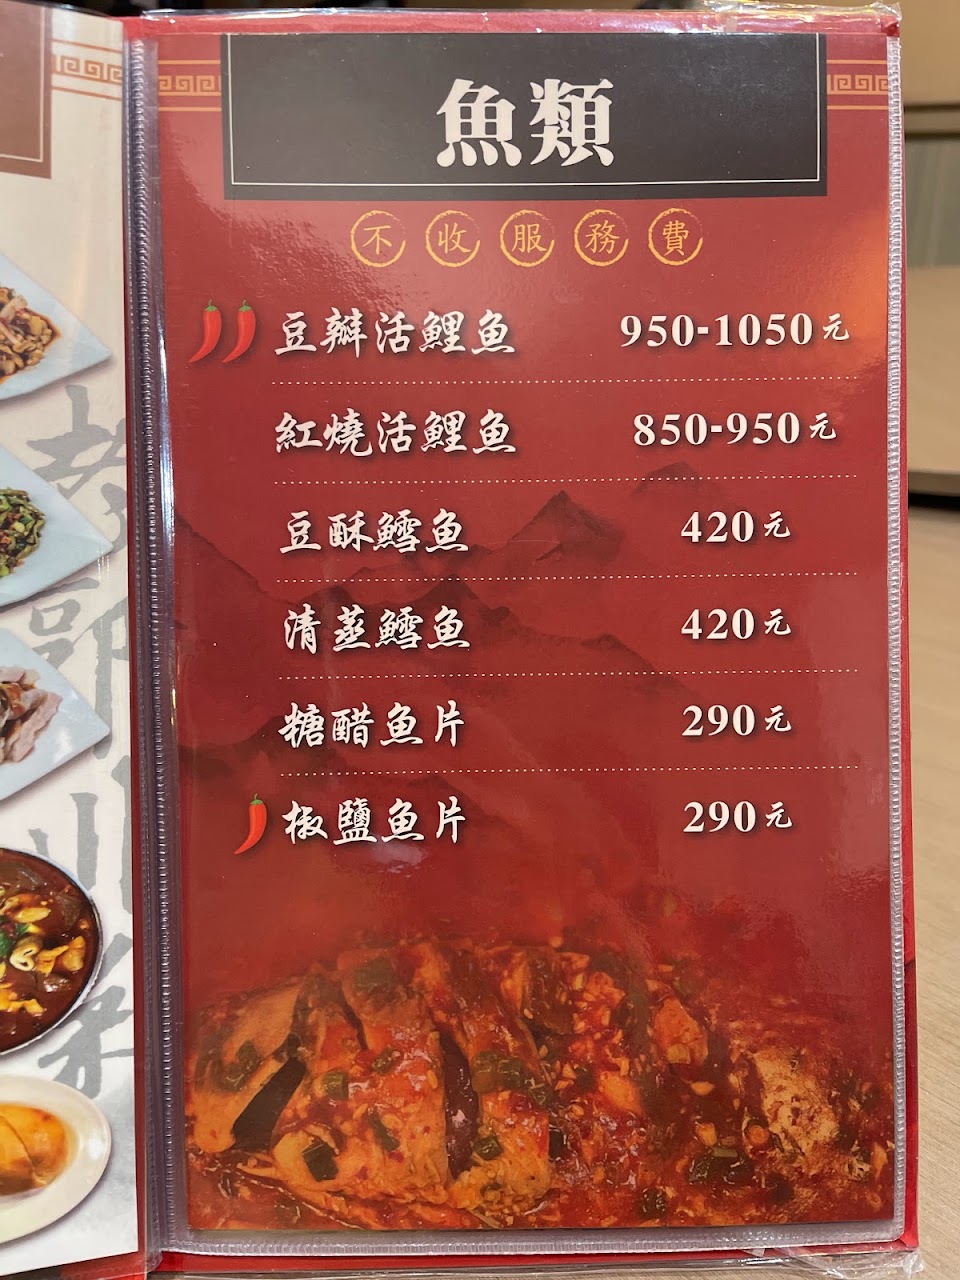 魚類
不收服務費
豆瓣活鯉魚 950-1050元
紅燒活鯉魚 850-950元
豆酥鱈魚 420元
清蒸鱈魚 420元
糖醋魚片 290元
椒鹽魚片 290元